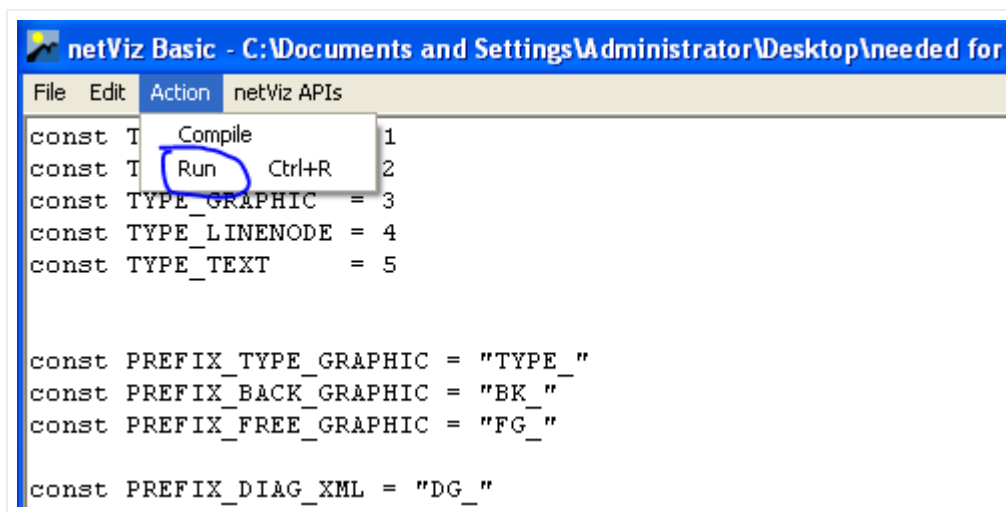 netViz Basic - C:\Documents and Settings\Administrator\Desktop\needed for
File Edit Action netViz APIs
const T Compile 1
const T Run Ctrl+R 2
const TYPE_GRAPHIC = 3
const TYPE_LINENODE = 4
const TYPE_TEXT = 5
const PREFIX_TYPE_GRAPHIC = "TYPE_"
const PREFIX_BACK_GRAPHIC = "BK_"
const PREFIX_FREE_GRAPHIC = "FG_"
const PREFIX_DIAG_XML = "DG_"